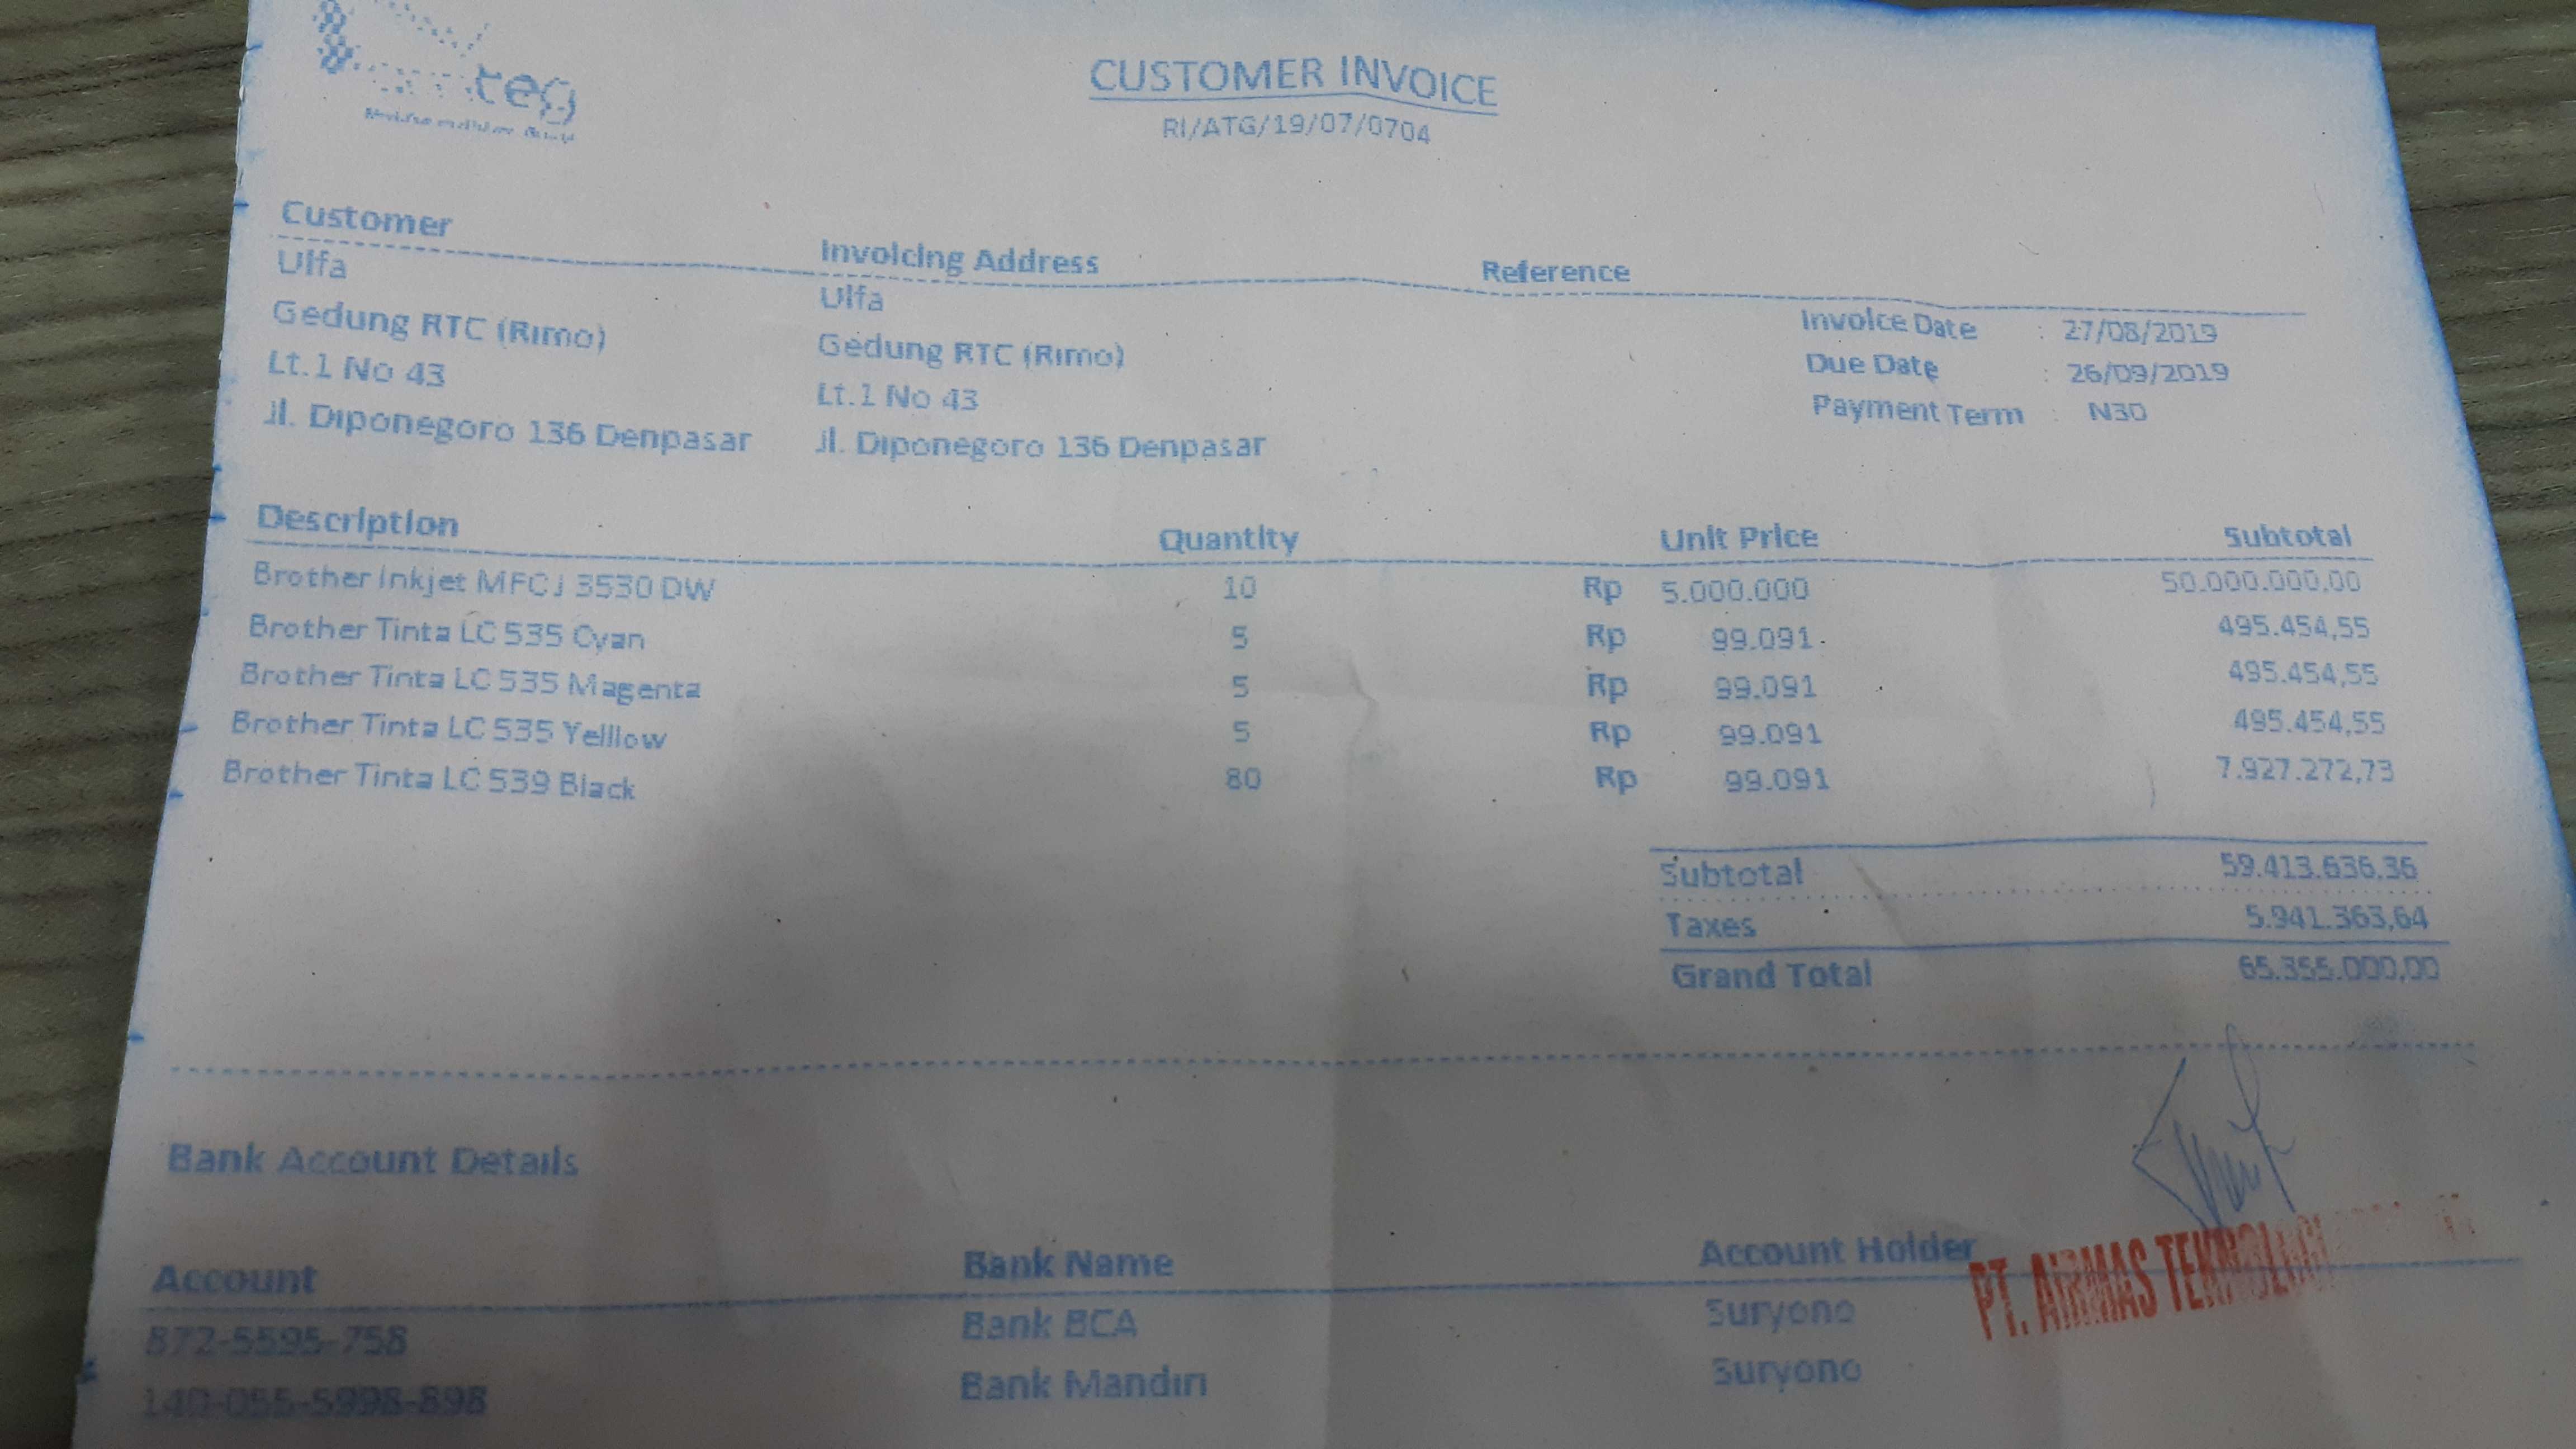 teg
CUSTOMER INVOICE
RI/ATG/19/07/0704
Customer
Ulfa
Gedung RTC (Rimo)
Lt.1 No 43
Jl. Diponegoro 136 Denpasar
Invoicing Address
Ulfa
Gedung RTC (Rimo)
Lt.1 No 43
Jl. Diponegoro 136 Denpasar
Reference
Invoice Date : 27/08/2019
Due Date : 26/09/2019
Payment Term : N30
Description Quantity Unit Price Subtotal
Brother Inkjet MFCJ 3530 DW 10 Rp 5.000.000 50.000.000,00
Brother Tinta LC 535 Cyan 5 Rp 99.091 495.454,55
Brother Tinta LC 535 Magenta 5 Rp 99.091 495.454,55
Brother Tinta LC 535 Yelllow 5 Rp 99.091 495.454,55
Brother Tinta LC 539 Black 80 Rp 99.091 7.927.272,73
Subtotal 59.413.636,36
Taxes 5.941.363,64
Grand Total 65.355.000,00
Bank Account Details
Account Bank Name Account Holder
872-5595-758 Bank BCA Suryono
140-055-5998-898 Bank Mandiri Suryono
PT. AIRMAS TEKNOLOGI